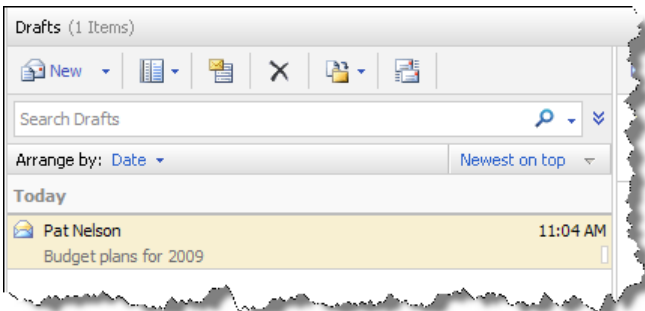 Drafts (1 Items)
New
Search Drafts
Arrange by: Date Newest on top
Today
Pat Nelson 11:04 AM
Budget plans for 2009